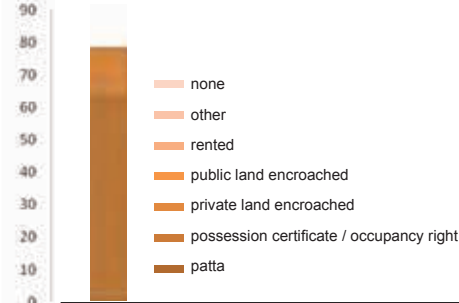 90
80
70
60
50
40
30
20
10
0
none
other
rented
public land encroached
private land encroached
possession certificate / occupancy right
patta